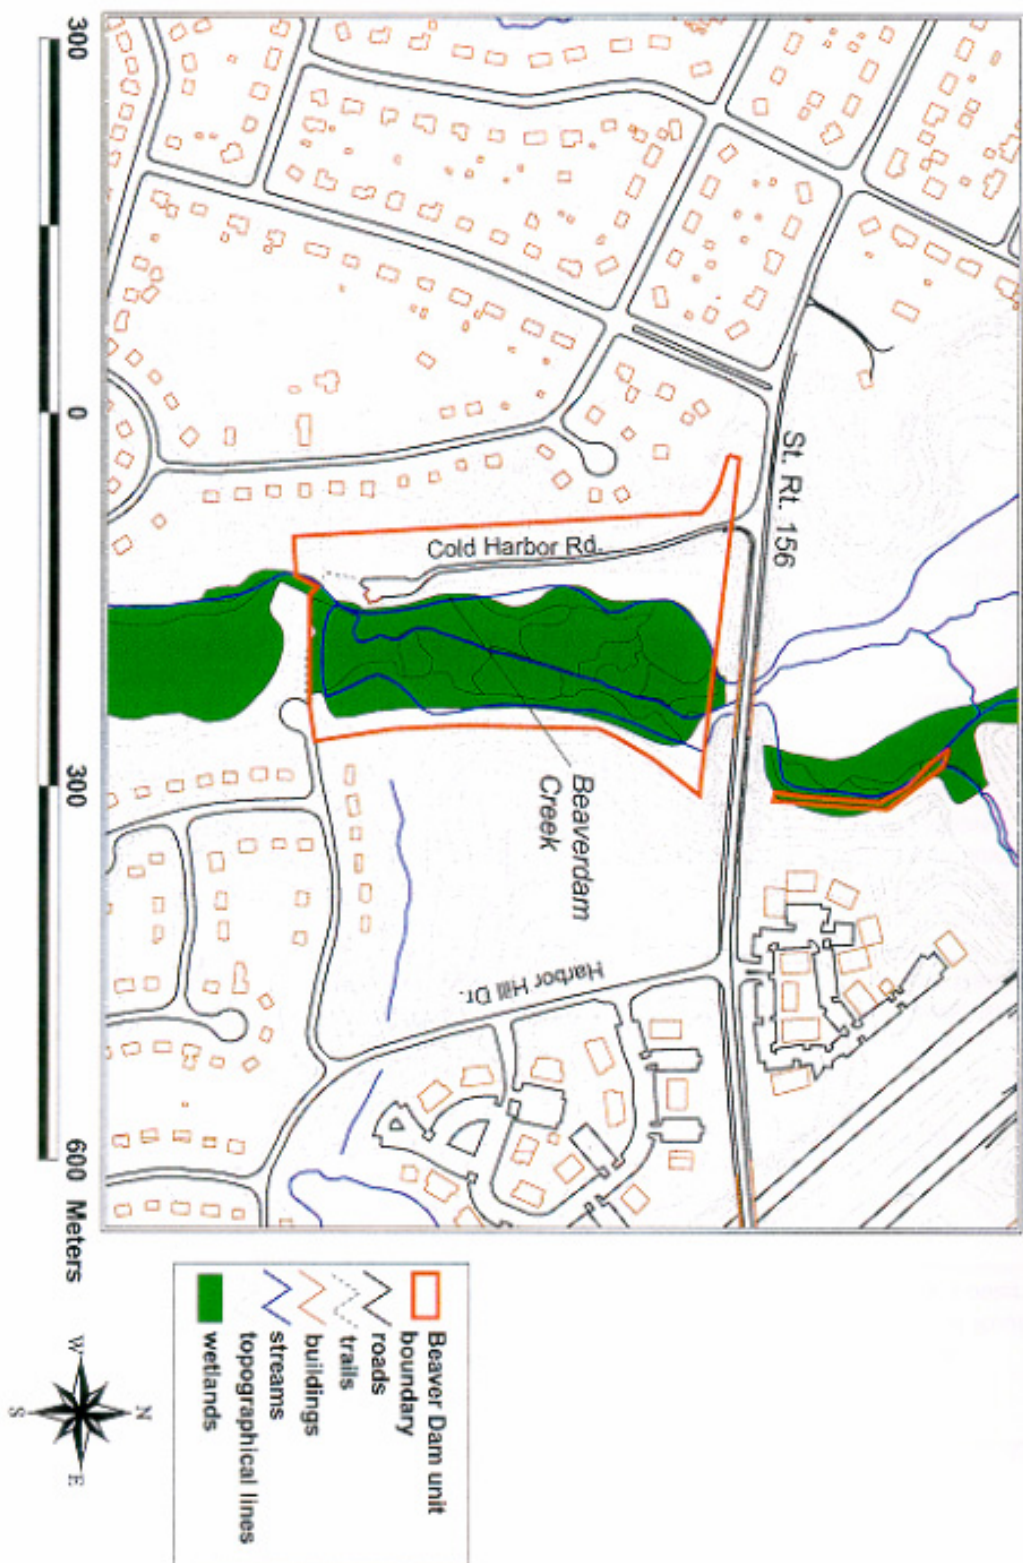 300
0
300
600 Meters
St. Rt. 156
Cold Harbor Rd.
Beaverdam
Creek
Harbor Hill Dr.
Beaver Dam unit
boundary
roads
trails
buildings
streams
topographical lines
wetlands
N
W
E
S